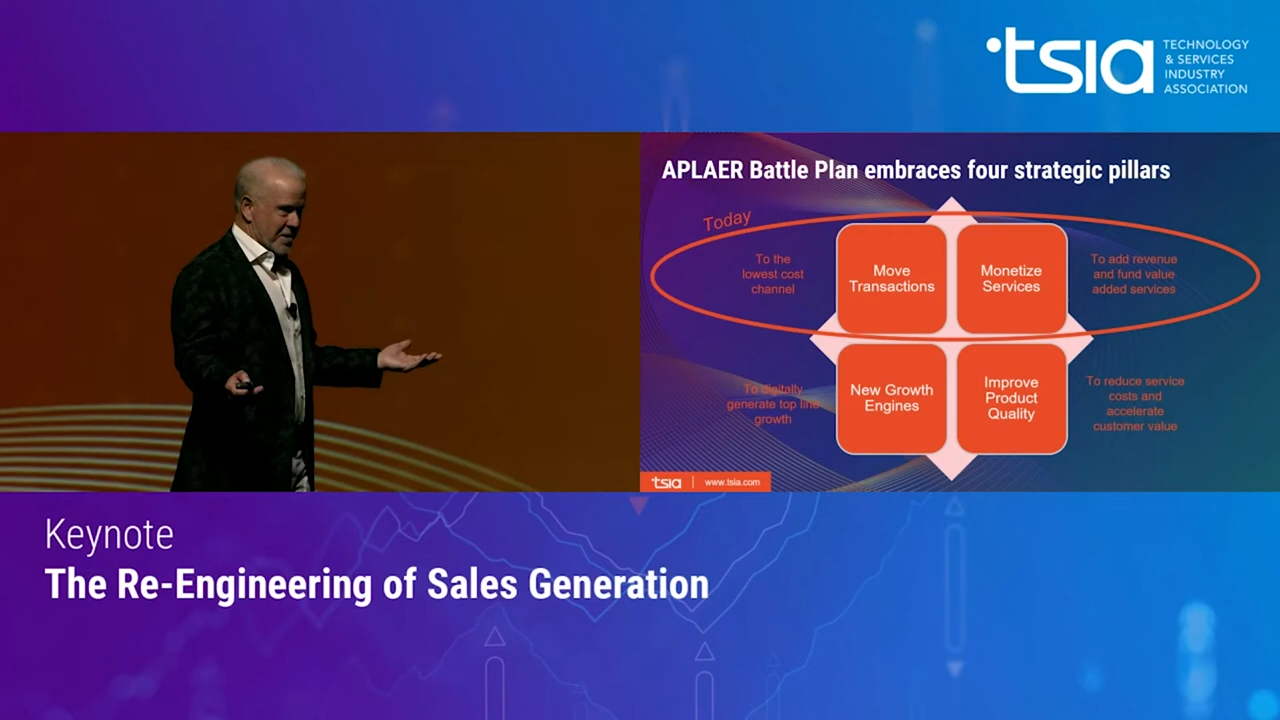 tsia
TECHNOLOGY
& SERVICES
INDUSTRY
ASSOCIATION
APLAER Battle Plan embraces four strategic pillars
Today
To the
lowest cost
channel
Move
Transactions
Monetize
Services
To add revenue
and fund value
added services
To digitally
generate top line
growth
New Growth
Engines
Improve
Product
Quality
To reduce service
costs and
accelerate
customer value
tsia | www.tsia.com
Keynote
The Re-Engineering of Sales Generation